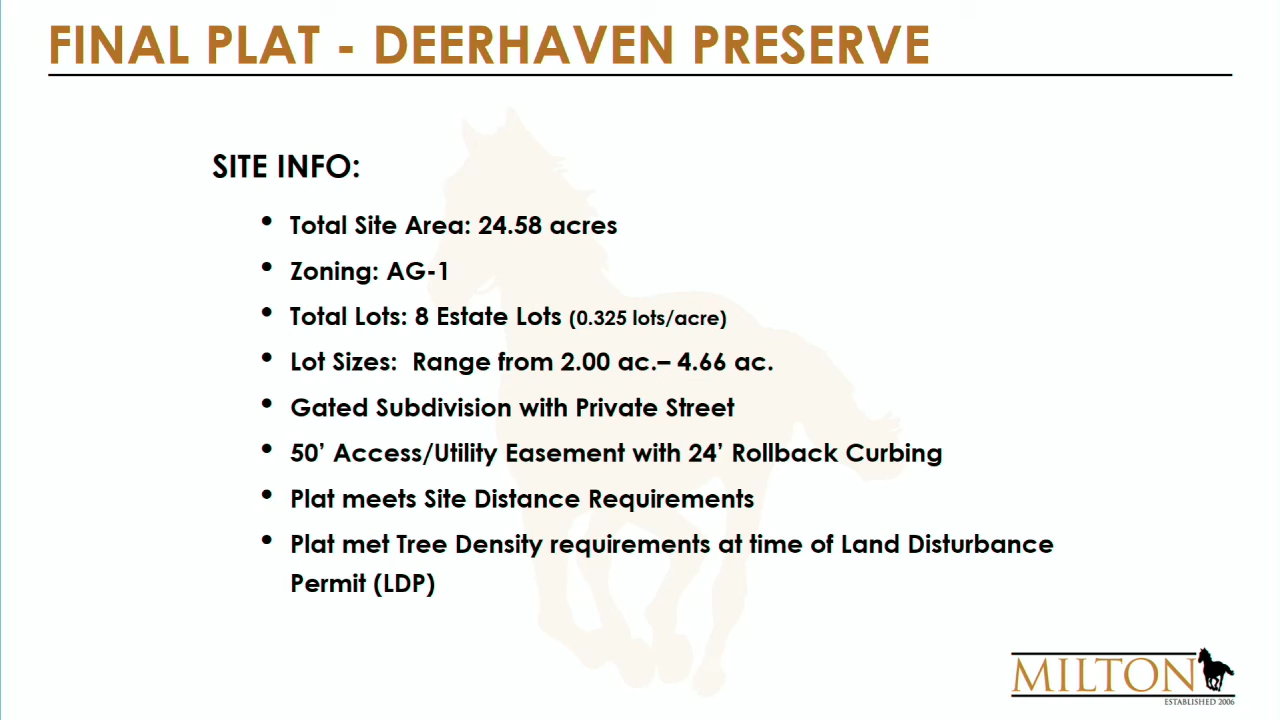 FINAL PLAT - DEERHAVEN PRESERVE
SITE INFO:
• Total Site Area: 24.58 acres
• Zoning: AG-1
• Total Lots: 8 Estate Lots (0.325 lots/acre)
• Lot Sizes:  Range from 2.00 ac.– 4.66 ac.
• Gated Subdivision with Private Street
• 50’ Access/Utility Easement with 24’ Rollback Curbing
• Plat meets Site Distance Requirements
• Plat met Tree Density requirements at time of Land Disturbance
Permit (LDP)
MILTON
ESTABLISHED 2006